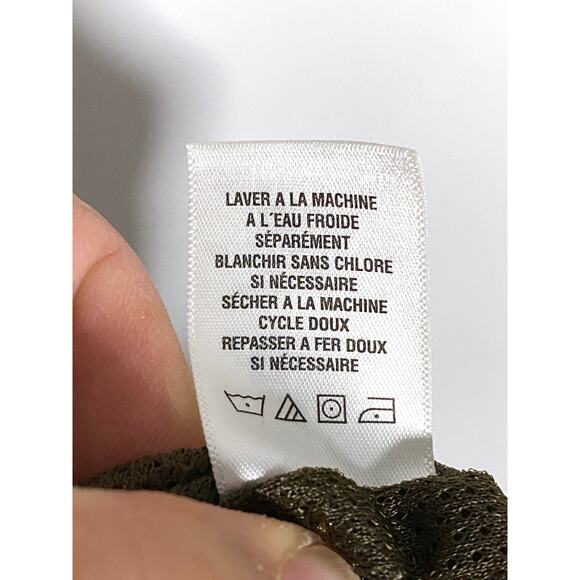 LAVER A LA MACHINE
A L'EAU FROIDE
SÉPARÉMENT
BLANCHIR SANS CHLORE
SI NÉCESSAIRE
SÉCHER A LA MACHINE
CYCLE DOUX
REPASSER A FER DOUX
SI NÉCESSAIRE